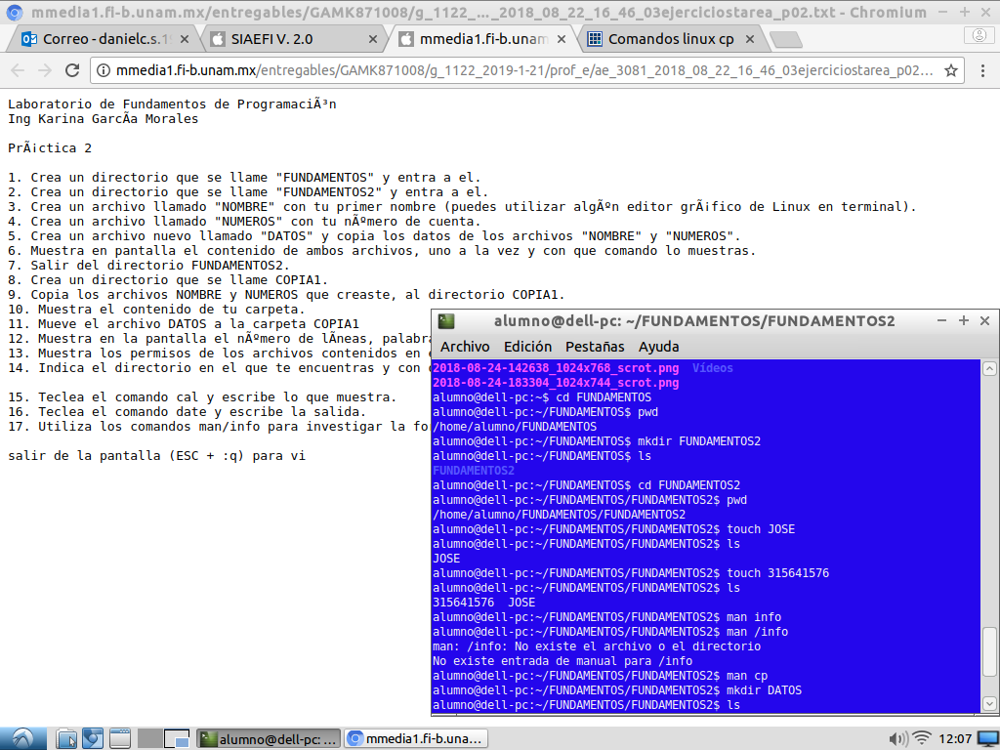 mmedia1.fi-b.unam.mx/entregables/GAMK871008/g_1122_..._2018_08_22_16_46_03ejerciciostarea_p02.txt - Chromium
Correo - danielc.s.19
SIAEFI V. 2.0
mmedia1.fi-b.unam
Comandos linux cp
mmedia1.fi-b.unam.mx/entregables/GAMK871008/g_1122_2019-1-21/prof_e/ae_3081_2018_08_22_16_46_03ejerciciostarea_p02...
Laboratorio de Fundamentos de ProgramaciÃ³n
Ing Karina GarcÃ­a Morales
PrÃ¡ctica 2
1. Crea un directorio que se llame "FUNDAMENTOS" y entra a el.
2. Crea un directorio que se llame "FUNDAMENTOS2" y entra a el.
3. Crea un archivo llamado "NOMBRE" con tu primer nombre (puedes utilizar algÃºn editor grÃ¡fico de Linux en terminal).
4. Crea un archivo llamado "NUMEROS" con tu nÃºmero de cuenta.
5. Crea un archivo nuevo llamado "DATOS" y copia los datos de los archivos "NOMBRE" y "NUMEROS".
6. Muestra en pantalla el contenido de ambos archivos, uno a la vez y con que comando lo muestras.
7. Salir del directorio FUNDAMENTOS2.
8. Crea un directorio que se llame COPIA1.
9. Copia los archivos NOMBRE y NUMEROS que creaste, al directorio COPIA1.
10. Muestra el contenido de tu carpeta.
11. Mueve el archivo DATOS a la carpeta COPIA1
12. Muestra en la pantalla el nÃºmero de lÃ­neas, palabra
13. Muestra los permisos de los archivos contenidos en e
14. Indica el directorio en el que te encuentras y con
15. Teclea el comando cal y escribe lo que muestra.
16. Teclea el comando date y escribe la salida.
17. Utiliza los comandos man/info para investigar la fo
salir de la pantalla (ESC + :q) para vi
alumno@dell-pc: ~/FUNDAMENTOS/FUNDAMENTOS2
Archivo Edición Pestañas Ayuda
2018-08-24-142638_1024x768_scrot.png Vídeos
2018-08-24-183304_1024x744_scrot.png
alumno@dell-pc:~$ cd FUNDAMENTOS
alumno@dell-pc:~/FUNDAMENTOS$ pwd
/home/alumno/FUNDAMENTOS
alumno@dell-pc:~/FUNDAMENTOS$ mkdir FUNDAMENTOS2
alumno@dell-pc:~/FUNDAMENTOS$ ls
FUNDAMENTOS2
alumno@dell-pc:~/FUNDAMENTOS$ cd FUNDAMENTOS2
alumno@dell-pc:~/FUNDAMENTOS/FUNDAMENTOS2$ pwd
/home/alumno/FUNDAMENTOS/FUNDAMENTOS2
alumno@dell-pc:~/FUNDAMENTOS/FUNDAMENTOS2$ touch JOSE
alumno@dell-pc:~/FUNDAMENTOS/FUNDAMENTOS2$ ls
JOSE
alumno@dell-pc:~/FUNDAMENTOS/FUNDAMENTOS2$ touch 315641576
alumno@dell-pc:~/FUNDAMENTOS/FUNDAMENTOS2$ ls
315641576 JOSE
alumno@dell-pc:~/FUNDAMENTOS/FUNDAMENTOS2$ man info
alumno@dell-pc:~/FUNDAMENTOS/FUNDAMENTOS2$ man /info
man: /info: No existe el archivo o el directorio
No existe entrada de manual para /info
alumno@dell-pc:~/FUNDAMENTOS/FUNDAMENTOS2$ man cp
alumno@dell-pc:~/FUNDAMENTOS/FUNDAMENTOS2$ mkdir DATOS
alumno@dell-pc:~/FUNDAMENTOS/FUNDAMENTOS2$ ls
alumno@dell-pc: ...
mmedia1.fi-b.una...
12:07